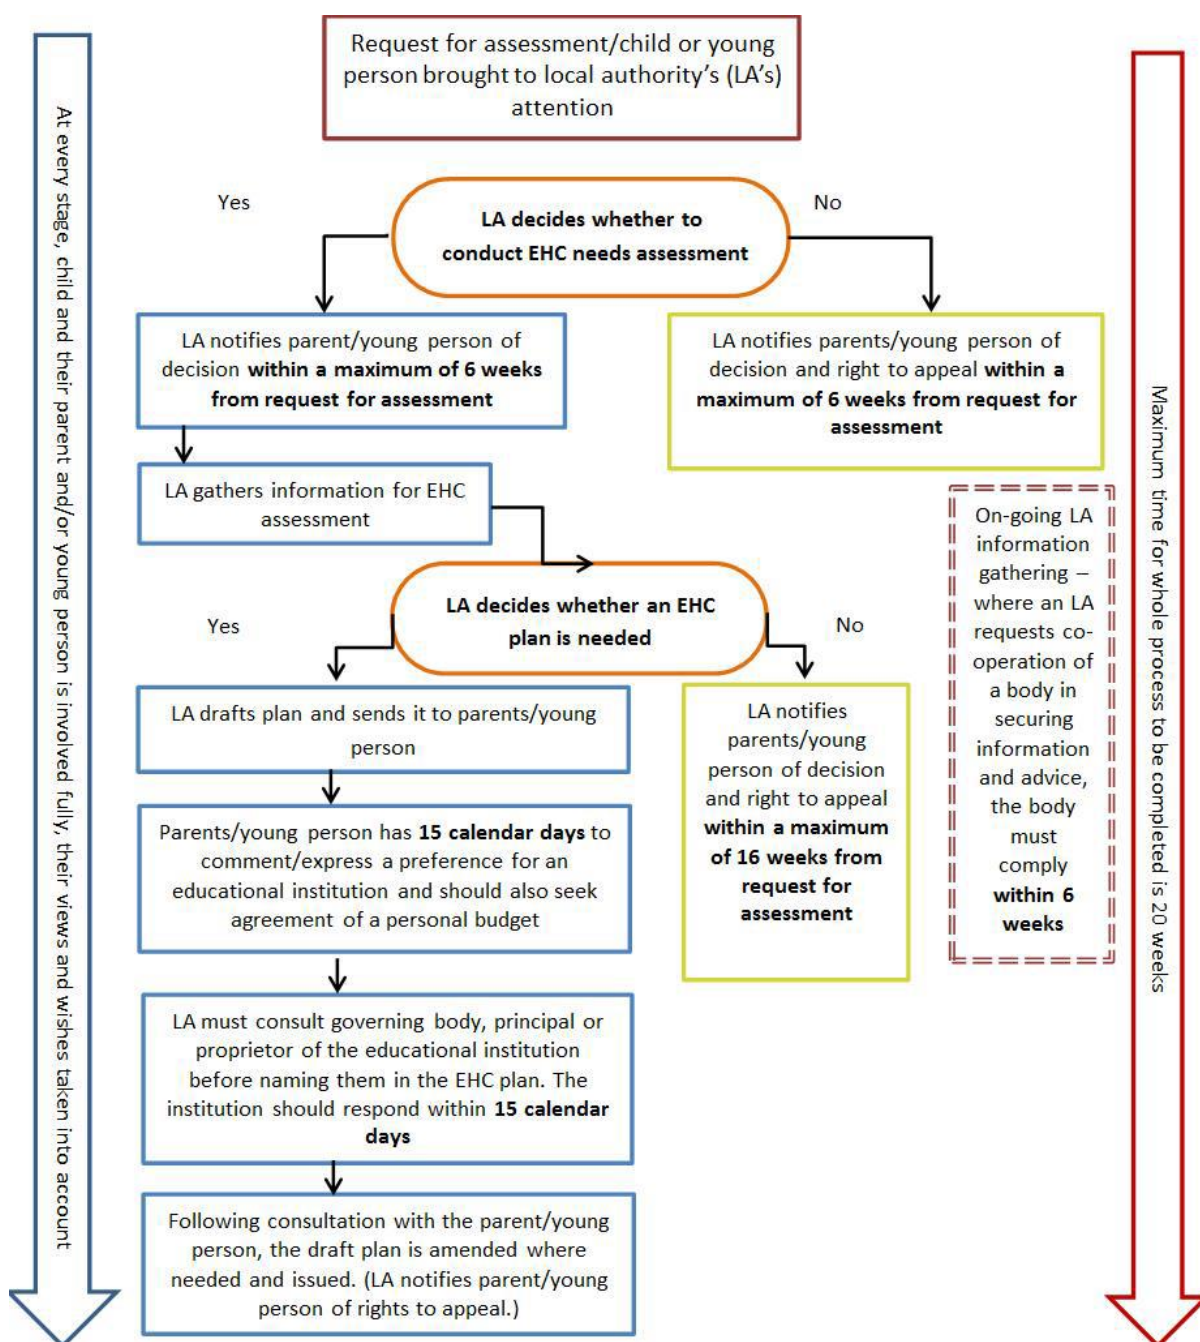 Request for assessment/child or young
person brought to local authority's (LA's)
attention
Yes
LA decides whether to
conduct EHC needs assessment
No
LA notifies parent/young person of
decision within a maximum of 6 weeks
from request for assessment
LA notifies parents/young person of
decision and right to appeal within a
maximum of 6 weeks from request for
assessment
LA gathers information for EHC
assessment
On-going LA
information
gathering –
where an LA
requests co-
operation of
a body in
securing
information
and advice,
the body
must
comply
within 6
weeks
Yes
LA decides whether an EHC
plan is needed
No
LA drafts plan and sends it to parents/young
person
LA notifies
parents/young
person of decision
and right to appeal
within a maximum
of 16 weeks from
request for
assessment
Parents/young person has 15 calendar days to
comment/express a preference for an
educational institution and should also seek
agreement of a personal budget
LA must consult governing body, principal or
proprietor of the educational institution
before naming them in the EHC plan. The
institution should respond within 15 calendar
days
Following consultation with the parent/young
person, the draft plan is amended where
needed and issued. (LA notifies parent/young
person of rights to appeal.)
At every stage, child and their parent and/or young person is involved fully, their views and wishes taken into account
Maximum time for whole process to be completed is 20 weeks